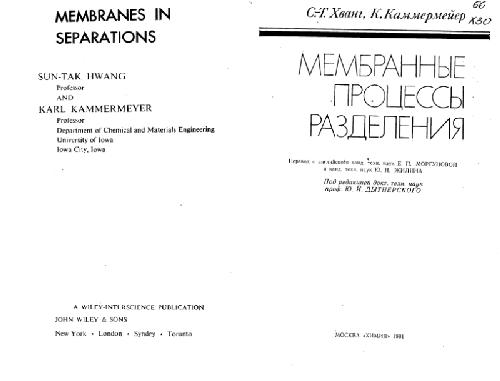 MEMBRANES IN
SEPARATIONS
SUN-TAK HWANG
Professor
AND
KARL KAMMERMEYER
Professor
Department of Chemical and Materials Engineering
University of Iowa
Iowa City, Iowa
A WILEY-INTERSCIENCE PUBLICATION
JOHN WILEY & SONS
New York • London • Syndey • Toronto
66
Х30
С-Т. Хванг, К. Каммермейер
МЕМБРАННЫЕ
ПРОЦЕССЫ
РАЗДЕЛЕНИЯ
Перевод с английского канд. техн. наук Е. П. МОРГУНОВОЙ
и канд. техн. наук Ю. Н. ЖИЛИНА
Под редакцией докт. техн. наук
проф. Ю. И. ДЫТНЕРСКОГО
МОСКВА «ХИМИЯ» 1981